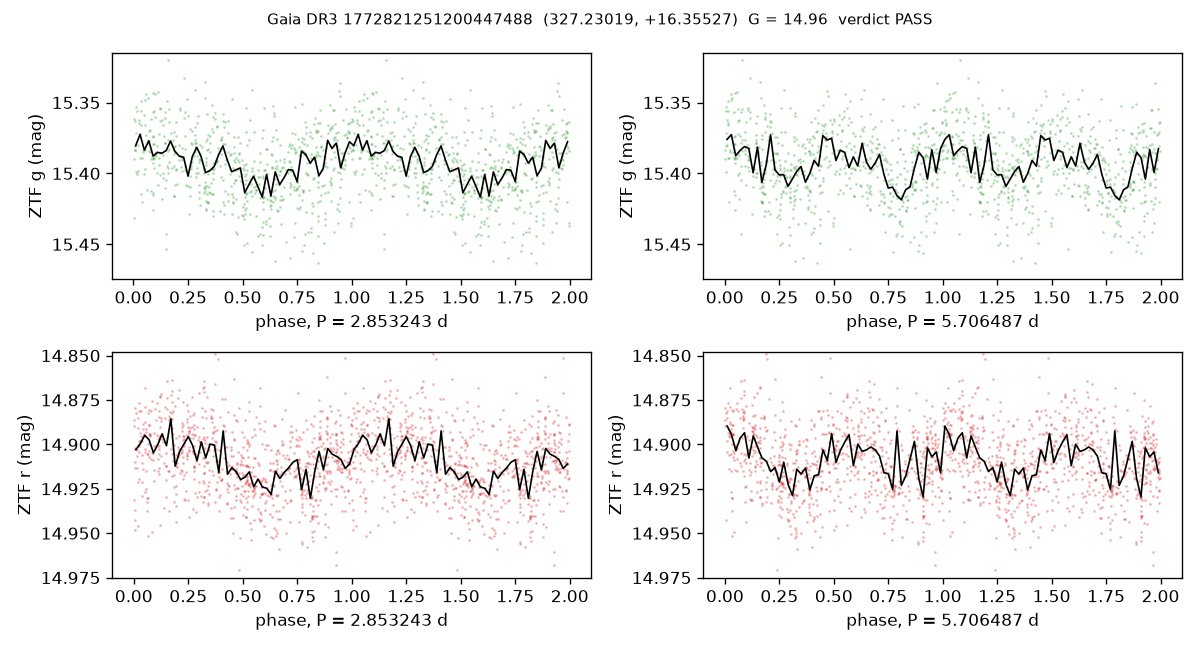 Gaia DR3 1772821251200447488 (327.23019, +16.35527) G = 14.96 verdict PASS
ZTF g (mag)
15.35
15.40
15.45
0.00 0.25 0.50 0.75 1.00 1.25 1.50 1.75 2.00
phase, P = 2.853243 d
ZTF g (mag)
15.35
15.40
15.45
0.00 0.25 0.50 0.75 1.00 1.25 1.50 1.75 2.00
phase, P = 5.706487 d
ZTF r (mag)
14.850
14.875
14.900
14.925
14.950
14.975
0.00 0.25 0.50 0.75 1.00 1.25 1.50 1.75 2.00
phase, P = 2.853243 d
ZTF r (mag)
14.850
14.875
14.900
14.925
14.950
14.975
0.00 0.25 0.50 0.75 1.00 1.25 1.50 1.75 2.00
phase, P = 5.706487 d